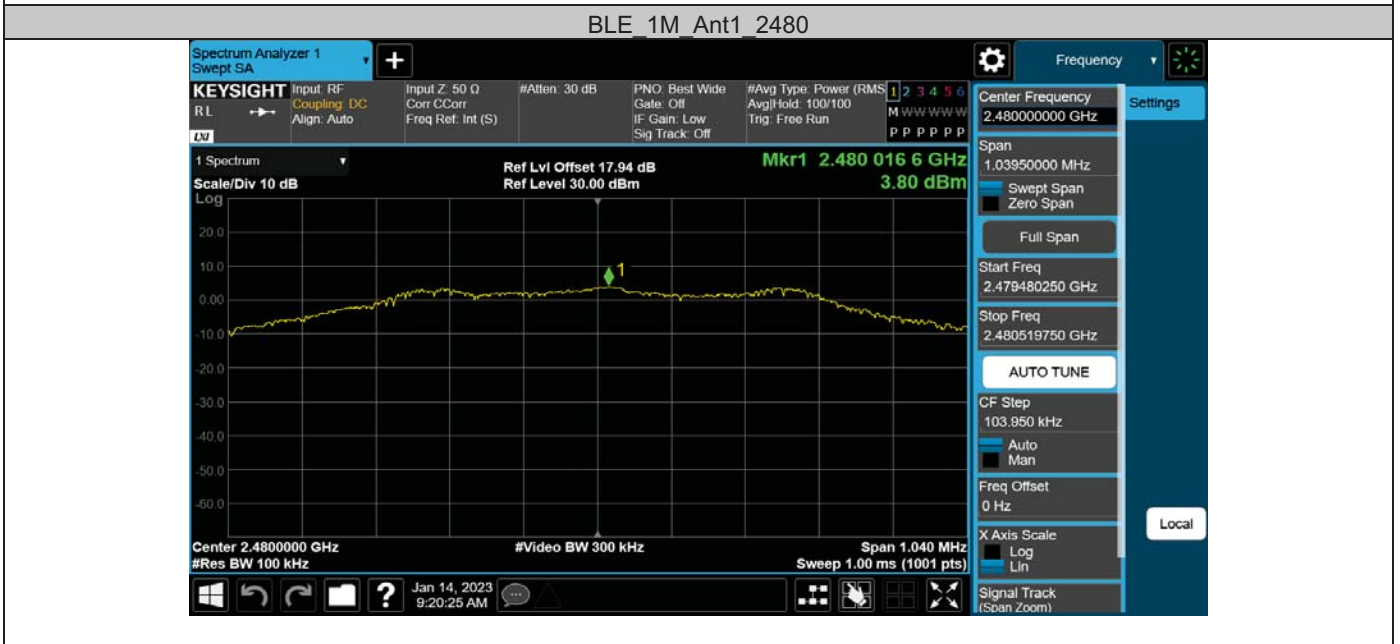 BLE_1M_Ant1_2480
Spectrum Analyzer 1
Swept SA
+
Frequency
KEYSIGHT
RL
LXI
Input: RF
Coupling: DC
Align: Auto
Input Z: 50 Ω
Corr CCorr
Freq Ref: Int (S)
#Atten: 30 dB
PNO: Best Wide
Gate: Off
IF Gain: Low
Sig Track: Off
#Avg Type: Power (RMS
Avg|Hold: 100/100
Trig: Free Run
1 2 3 4 5 6
M W W W W W
P P P P P P
1 Spectrum
Scale/Div 10 dB
Log
Ref Lvl Offset 17.94 dB
Ref Level 30.00 dBm
Mkr1 2.480 016 6 GHz
3.80 dBm
20.0
10.0
0.00
-10.0
-20.0
-30.0
-40.0
-50.0
-60.0
1
Center 2.4800000 GHz
#Res BW 100 kHz
#Video BW 300 kHz
Span 1.040 MHz
Sweep 1.00 ms (1001 pts)
Center Frequency
2.480000000 GHz
Span
1.03950000 MHz
Swept Span
Zero Span
Full Span
Start Freq
2.479480250 GHz
Stop Freq
2.480519750 GHz
AUTO TUNE
CF Step
103.950 kHz
Auto
Man
Freq Offset
0 Hz
X Axis Scale
Log
Lin
Signal Track
(Span Zoom)
Settings
Local
?
Jan 14, 2023
9:20:25 AM